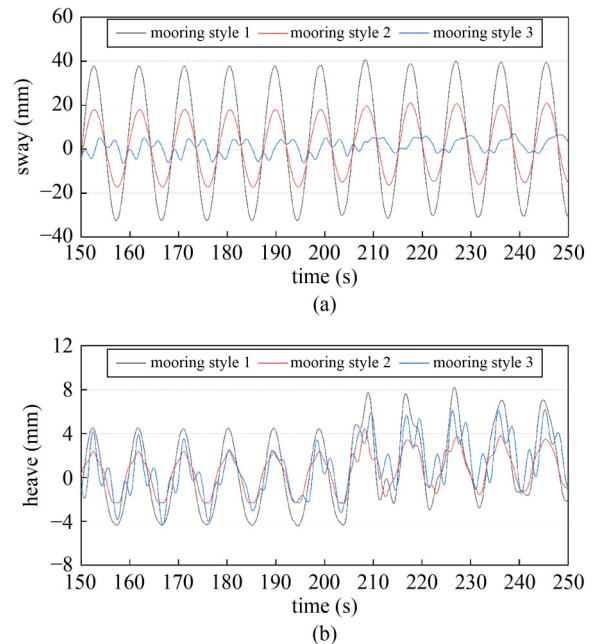 60
mooring style 1 mooring style 2 mooring style 3
40
20
0
−20
−40
sway (mm)
150 160 170 180 190 200 210 220 230 240 250
time (s)
(a)
12
mooring style 1 mooring style 2 mooring style 3
8
4
0
−4
−8
heave (mm)
150 160 170 180 190 200 210 220 230 240 250
time (s)
(b)